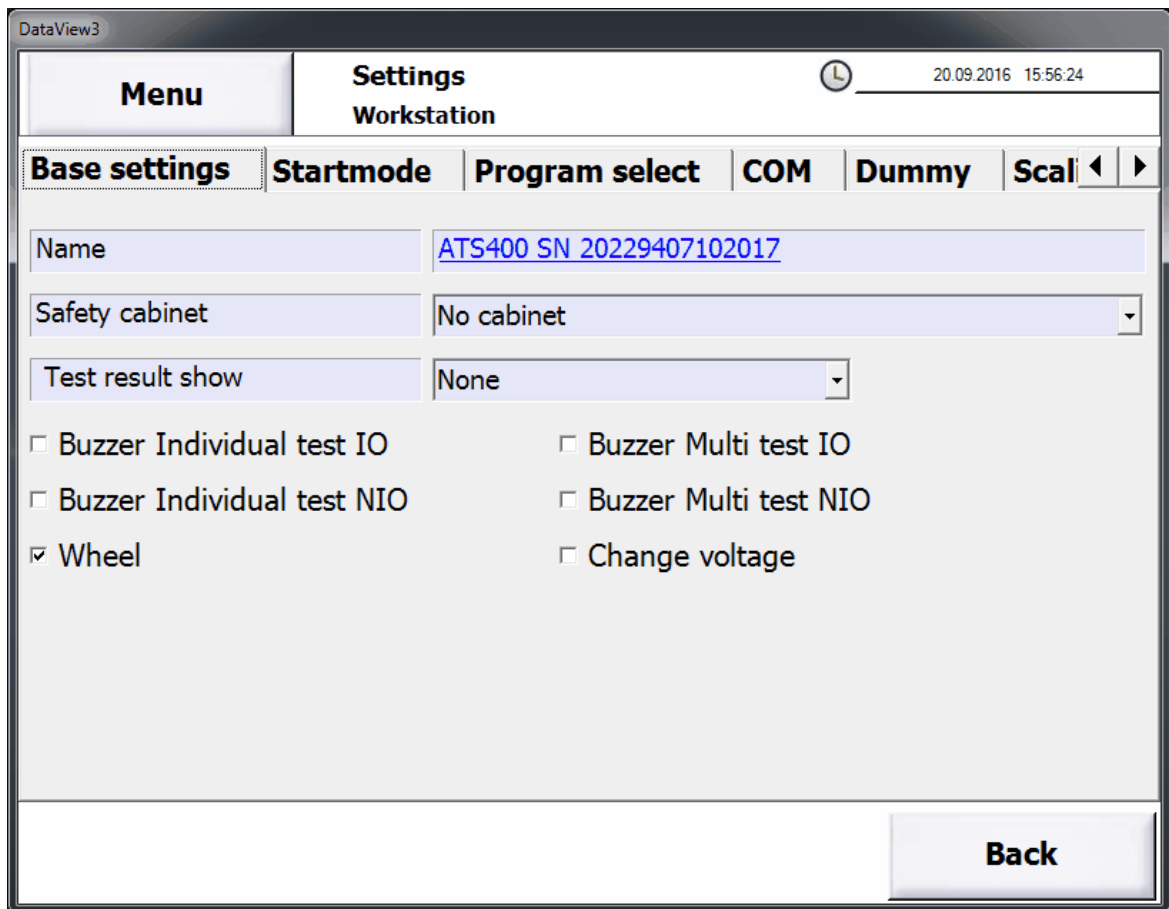 DataView3
Menu
Settings
Workstation
20.09.2016 15:56:24
Base settings Startmode Program select COM Dummy Scali
Name ATS400 SN 20229407102017
Safety cabinet No cabinet
Test result show None
Buzzer Individual test IO Buzzer Multi test IO
Buzzer Individual test NIO Buzzer Multi test NIO
Wheel Change voltage
Back